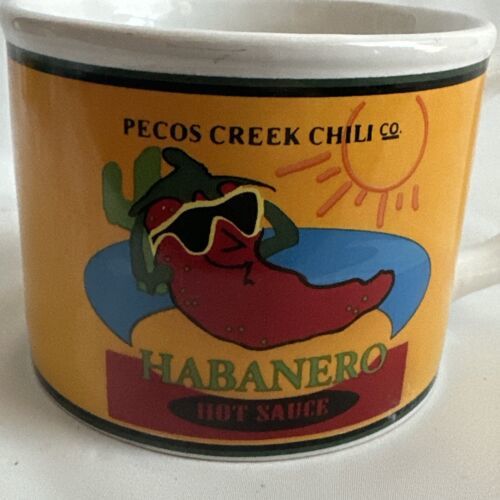 PECOS CREEK CHILI CO.
HABANERO
HOT SAUCE